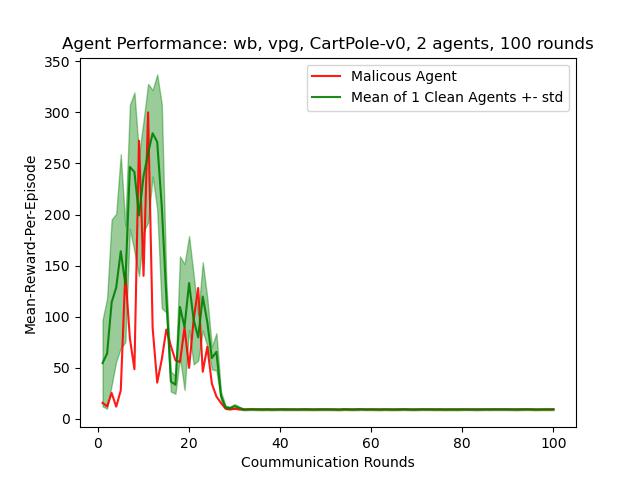 Agent Performance: wb, vpg, CartPole-v0, 2 agents, 100 rounds
Malicous Agent
Mean of 1 Clean Agents +- std
Mean-Reward-Per-Episode
350
300
250
200
150
100
50
0
0 20 40 60 80 100
Coummunication Rounds